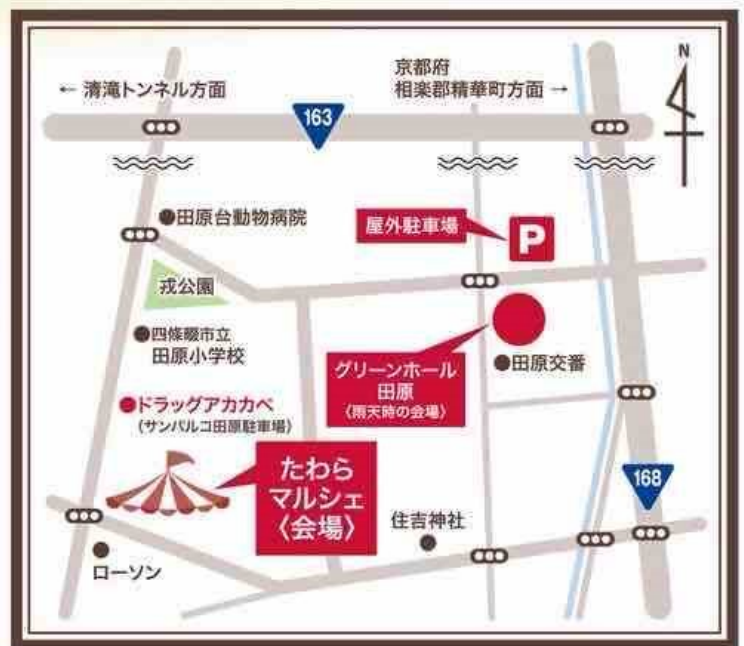 ← 清滝トンネル方面
京都府
相楽郡精華町方面 →
N
163
田原台動物病院
屋外駐車場
P
戎公園
四條畷市立
田原小学校
グリーンホール
田原
〈雨天時の会場〉
田原交番
ドラッグアカカベ
(サンパルコ田原駐車場)
たわら
マルシェ
〈会場〉
168
住吉神社
ローソン